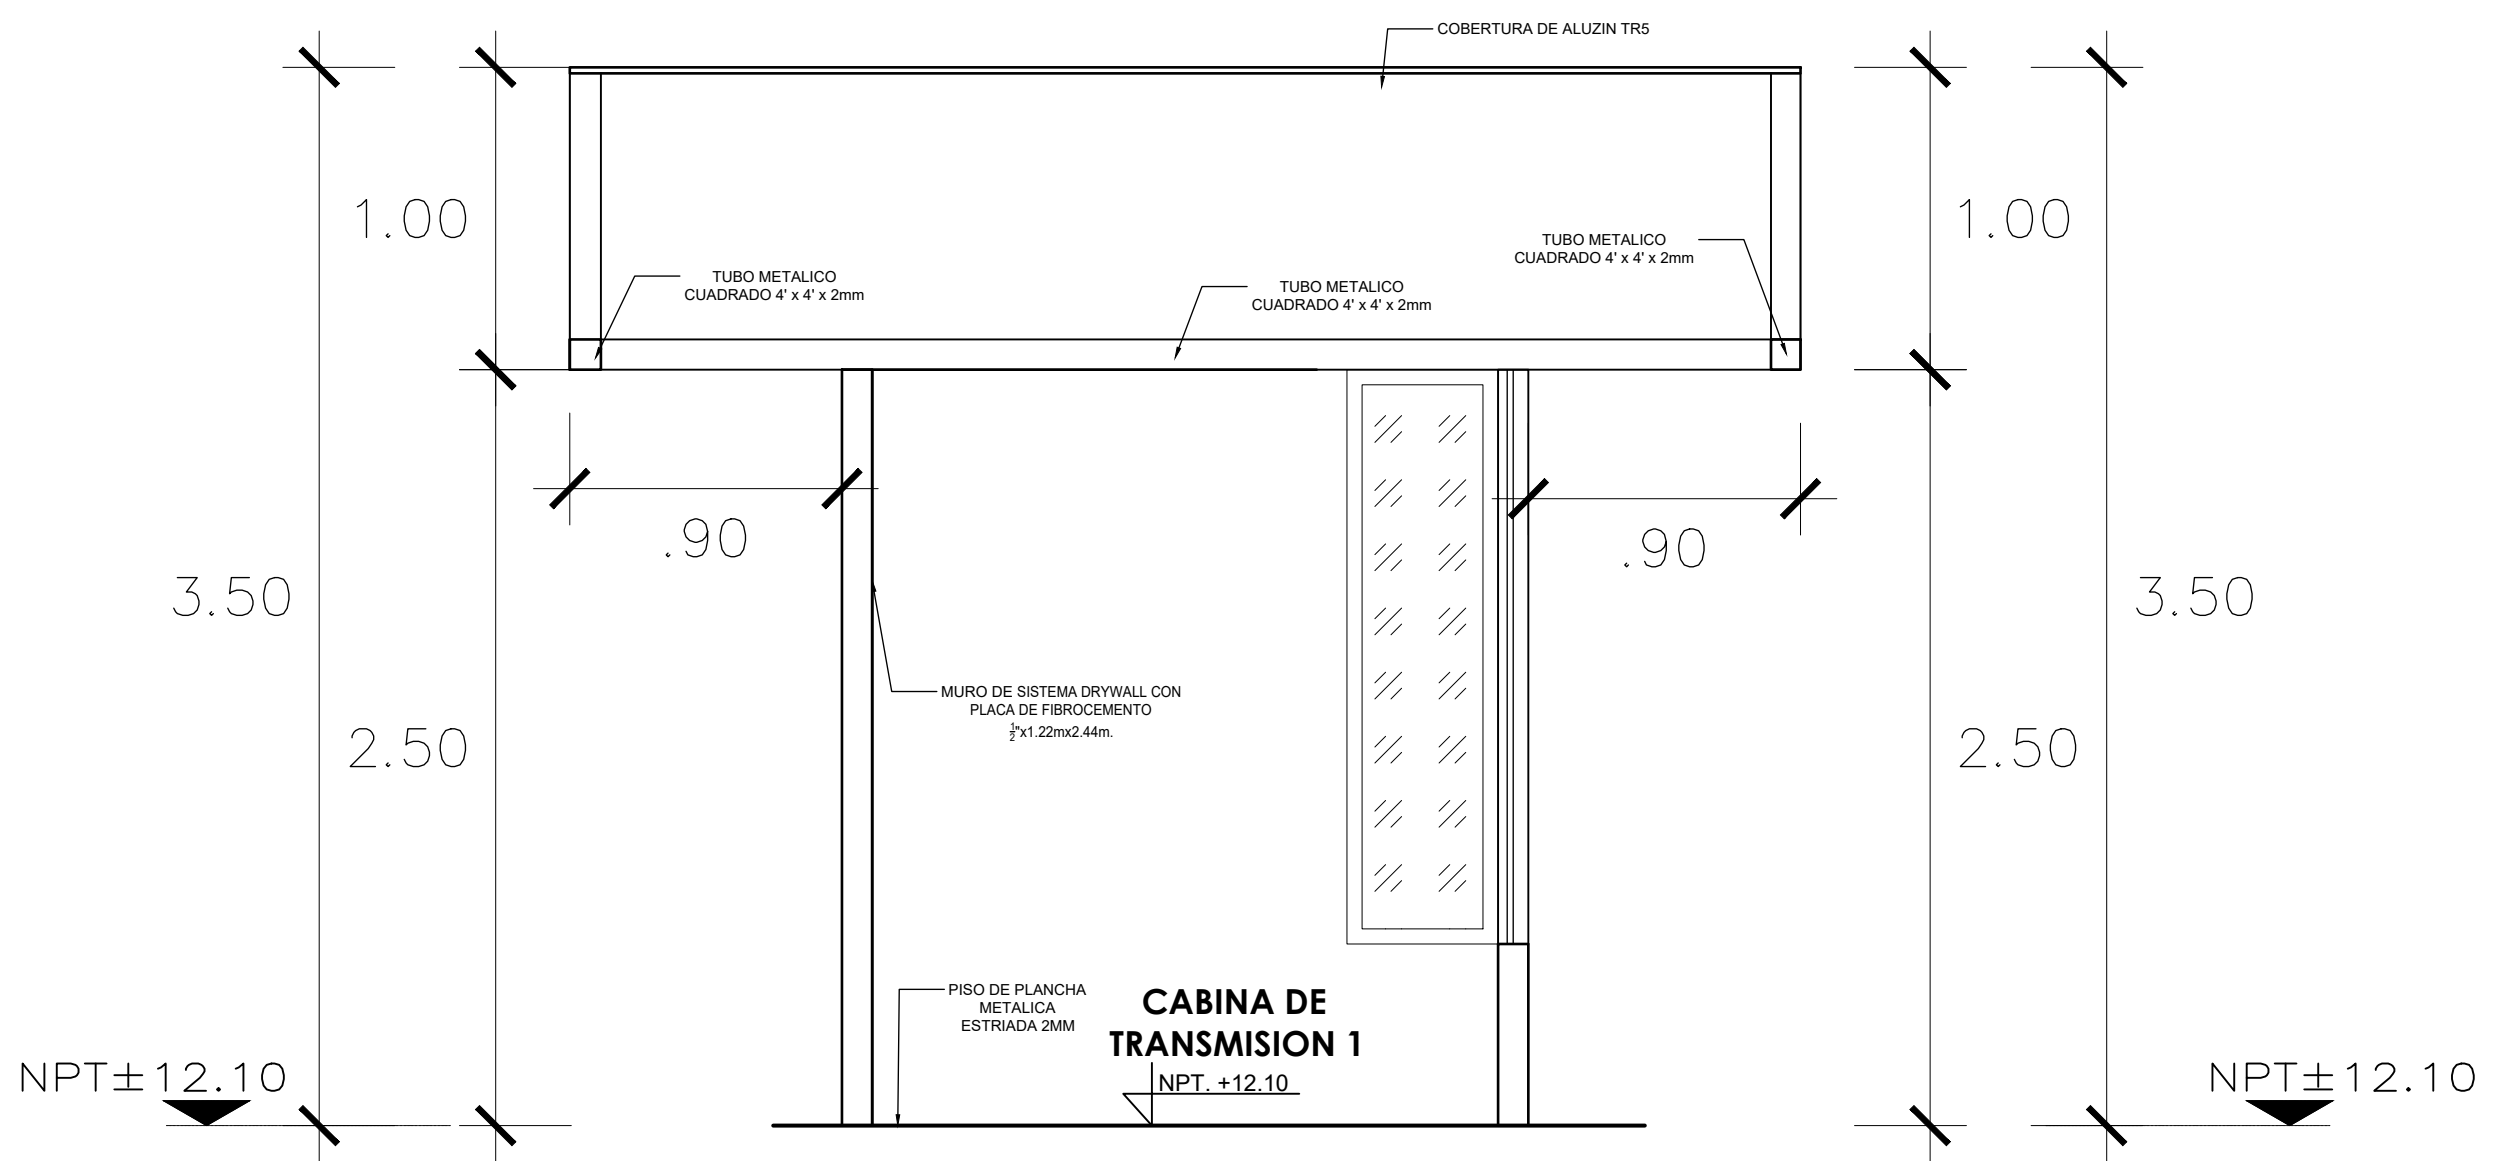 COBERTURA DE ALUZIN TR5
1.00
1.00
TUBO METALICO
CUADRADO 4' x 4' x 2mm
TUBO METALICO
CUADRADO 4' x 4' x 2mm
TUBO METALICO
CUADRADO 4' x 4' x 2mm
.90
.90
3.50
3.50
MURO DE SISTEMA DRYWALL CON
PLACA DE FIBROCEMENTO
½"x1.22mx2.44m.
2.50
2.50
PISO DE PLANCHA
METALICA
ESTRIADA 2MM
CABINA DE
TRANSMISION 1
NPT. +12.10
NPT±12.10
NPT±12.10